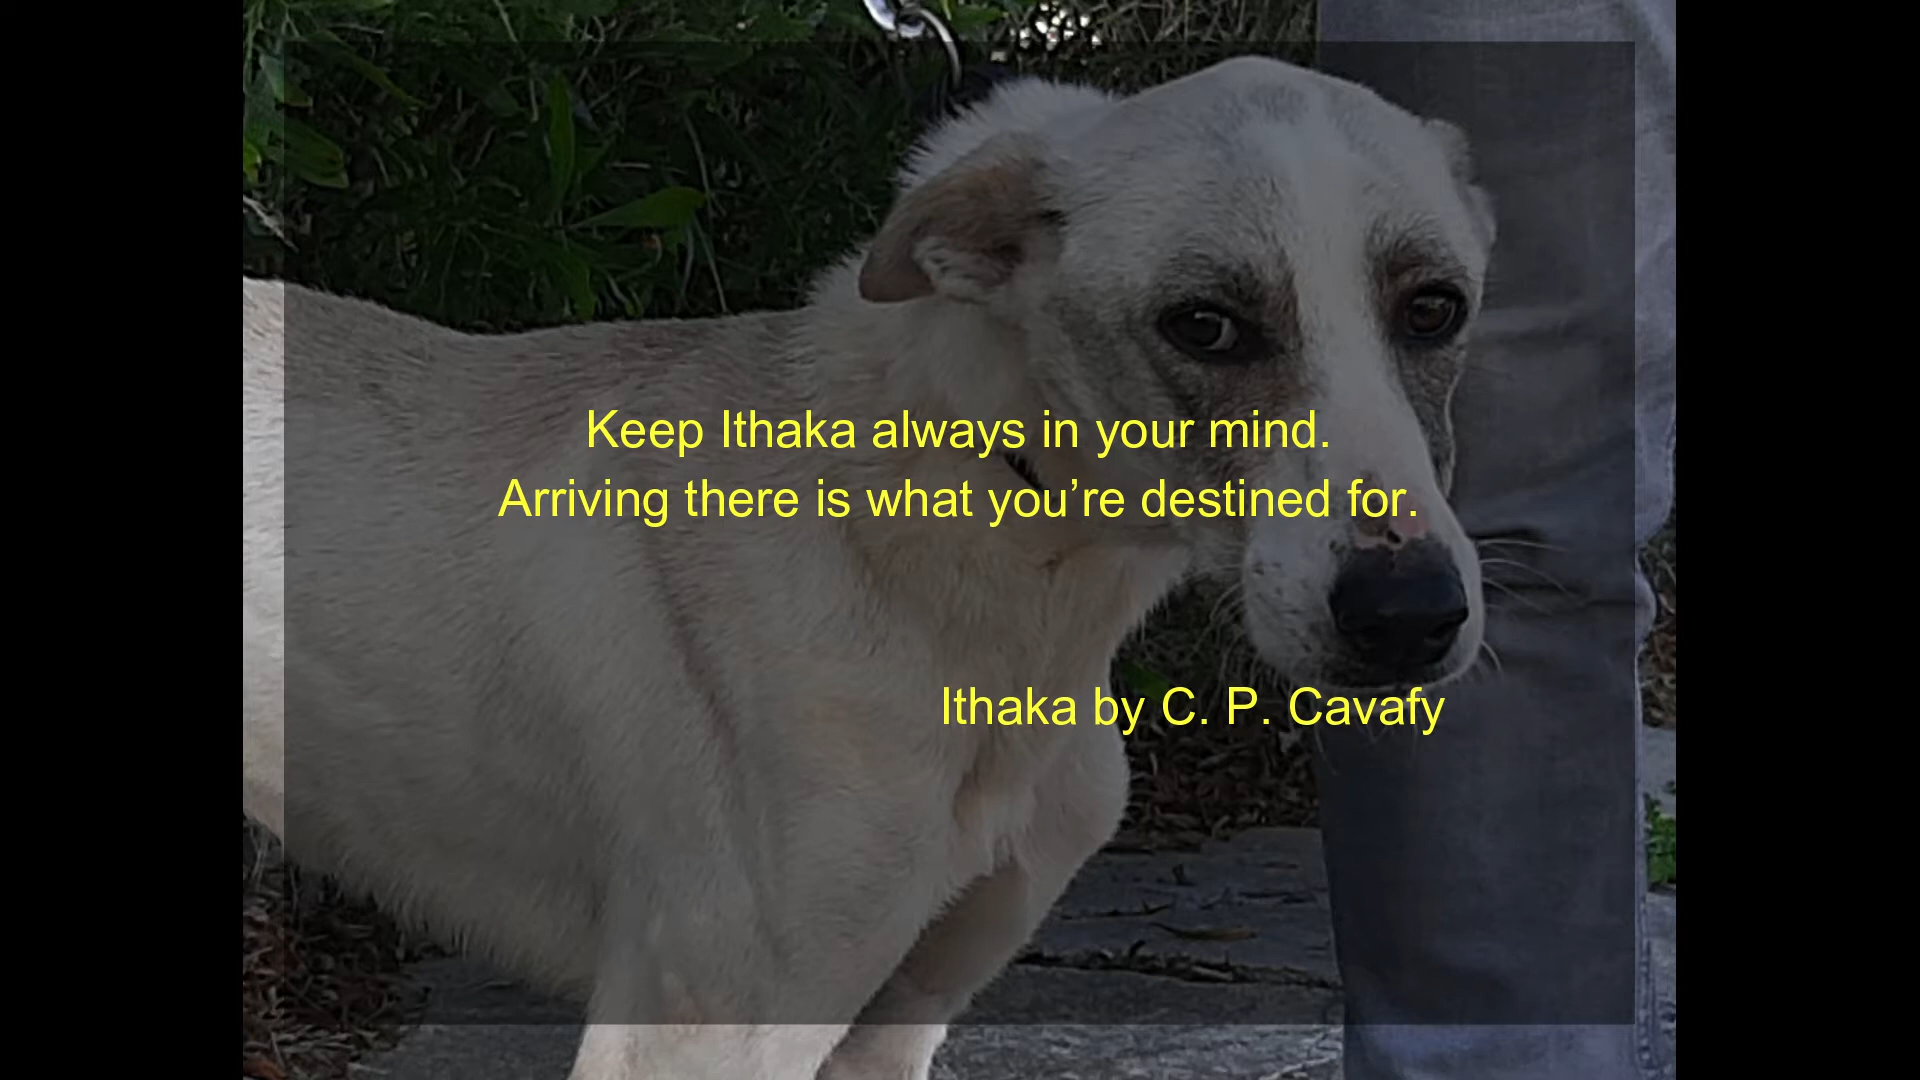 Keep Ithaka always in your mind.
Arriving there is what you’re destined for.
Ithaka by C. P. Cavafy